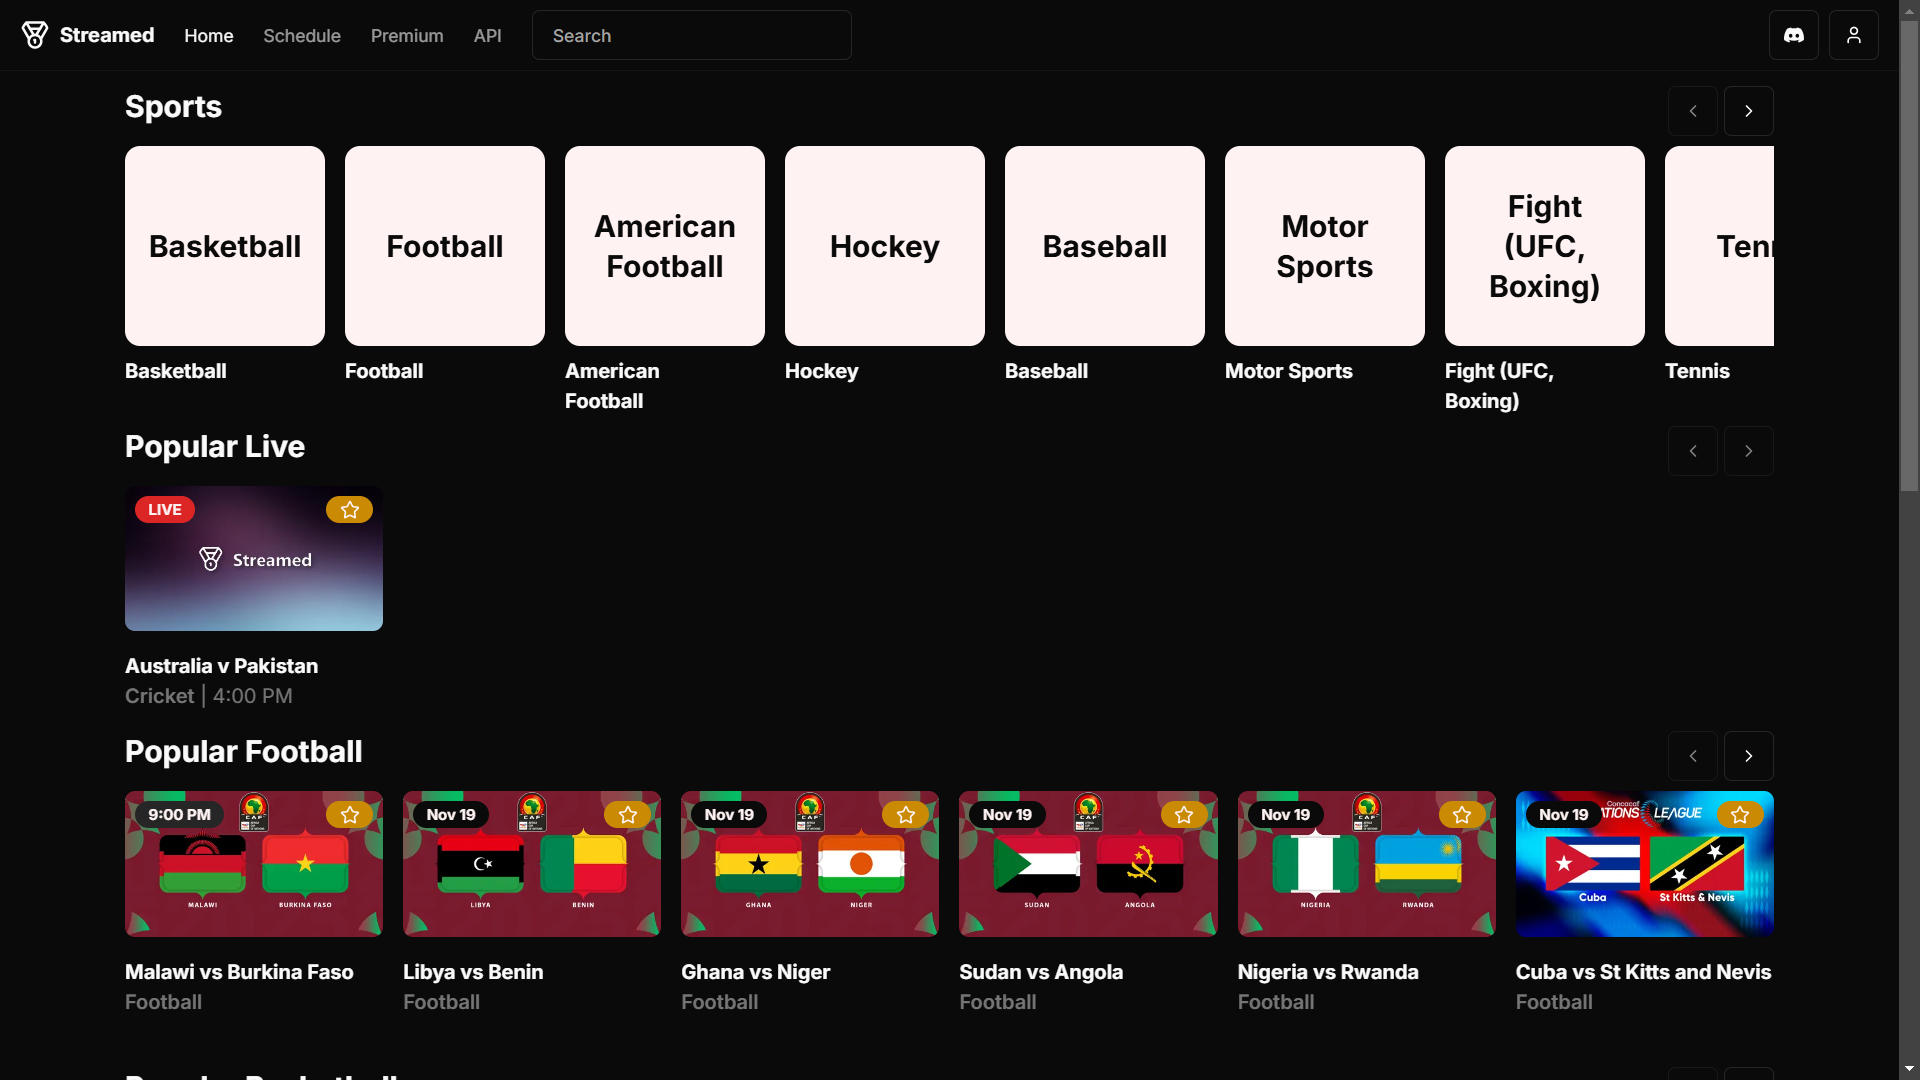 Streamed
Home
Schedule
Premium
API
Search
Sports
Basketball
Football
American
Football
Hockey
Baseball
Motor
Sports
Fight
(UFC,
Boxing)
Basketball
Football
American
Football
Hockey
Baseball
Motor Sports
Fight (UFC,
Boxing)
Tennis
Popular Live
LIVE
Streamed
Australia v Pakistan
Cricket | 4:00 PM
Popular Football
9:00 PM
CAF
MALAWI
BURKINA FASO
Malawi vs Burkina Faso
Football
Nov 19
CAF
LIBYA
BENIN
Libya vs Benin
Football
Nov 19
CAF
GHANA
NIGER
Ghana vs Niger
Football
Nov 19
CAF
SUDAN
ANGOLA
Sudan vs Angola
Football
Nov 19
CAF
NIGERIA
RWANDA
Nigeria vs Rwanda
Football
Nov 19
Concacaf
LEAGUE
Cuba
St Kitts & Nevis
Cuba vs St Kitts and Nevis
Football